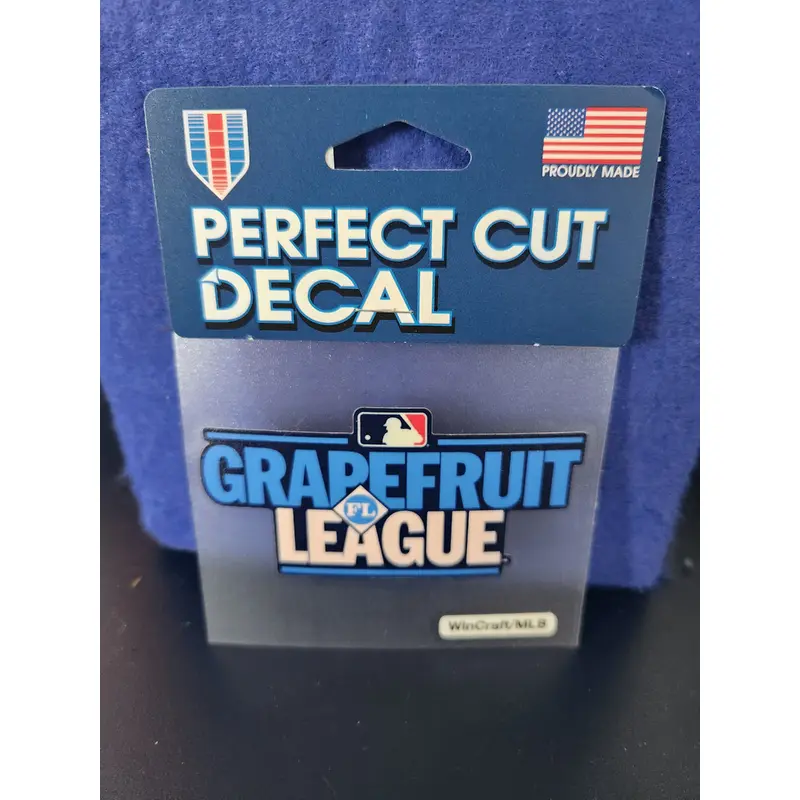 PROUDLY MADE
PERFECT CUT
DECAL
GRAPEFRUIT
FL
LEAGUE
WinCraft/MLB